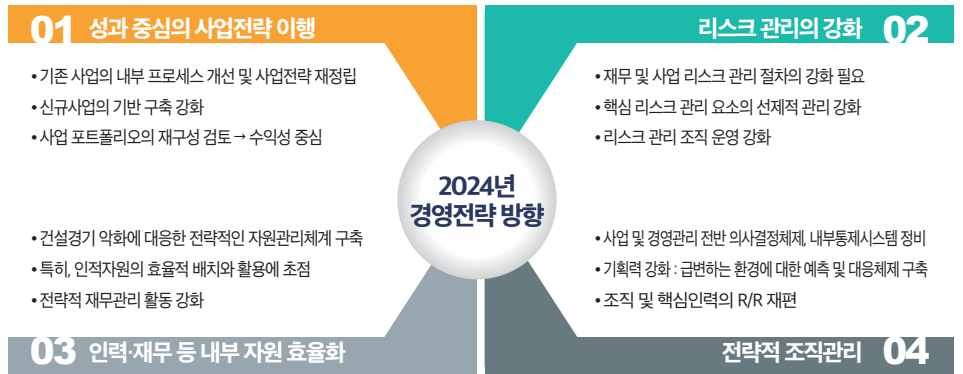 01 성과 중심의 사업전략 이행
• 기존 사업의 내부 프로세스 개선 및 사업전략 재정립
• 신규사업의 기반 구축 강화
• 사업 포트폴리오의 재구성 검토 → 수익성 중심
리스크 관리의 강화 02
• 재무 및 사업 리스크 관리 절차의 강화 필요
• 핵심 리스크 관리 요소의 선제적 관리 강화
• 리스크 관리 조직 운영 강화
2024년
경영전략 방향
• 건설경기 악화에 대응한 전략적인 자원관리체계 구축
• 특히, 인적자원의 효율적 배치와 활용에 초점
• 전략적 재무관리 활동 강화
03 인력·재무 등 내부 자원 효율화
• 사업 및 경영관리 전반 의사결정체제, 내부통제시스템 정비
• 기획력 강화 : 급변하는 환경에 대한 예측 및 대응체제 구축
• 조직 및 핵심인력의 R/R 재편
전략적 조직관리 04